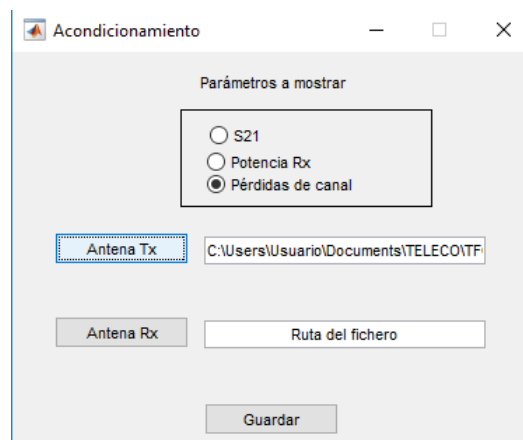 Acondicionamiento
Parámetros a mostrar
S21
Potencia Rx
Pérdidas de canal
Antena Tx
C:\Users\Usuario\Documents\TELECO\TF
Antena Rx
Ruta del fichero
Guardar